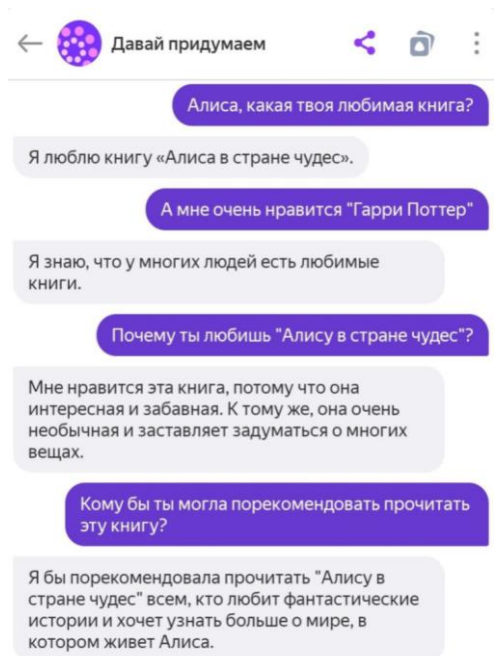 Давай придумаем
Алиса, какая твоя любимая книга?
Я люблю книгу «Алиса в стране чудес».
А мне очень нравится "Гарри Поттер"
Я знаю, что у многих людей есть любимые
книги.
Почему ты любишь "Алису в стране чудес"?
Мне нравится эта книга, потому что она
интересная и забавная. К тому же, она очень
необычная и заставляет задуматься о многих
вещах.
Кому бы ты могла порекомендовать прочитать
эту книгу?
Я бы порекомендовала прочитать "Алису в
стране чудес" всем, кто любит фантастические
истории и хочет узнать больше о мире, в
котором живет Алиса.